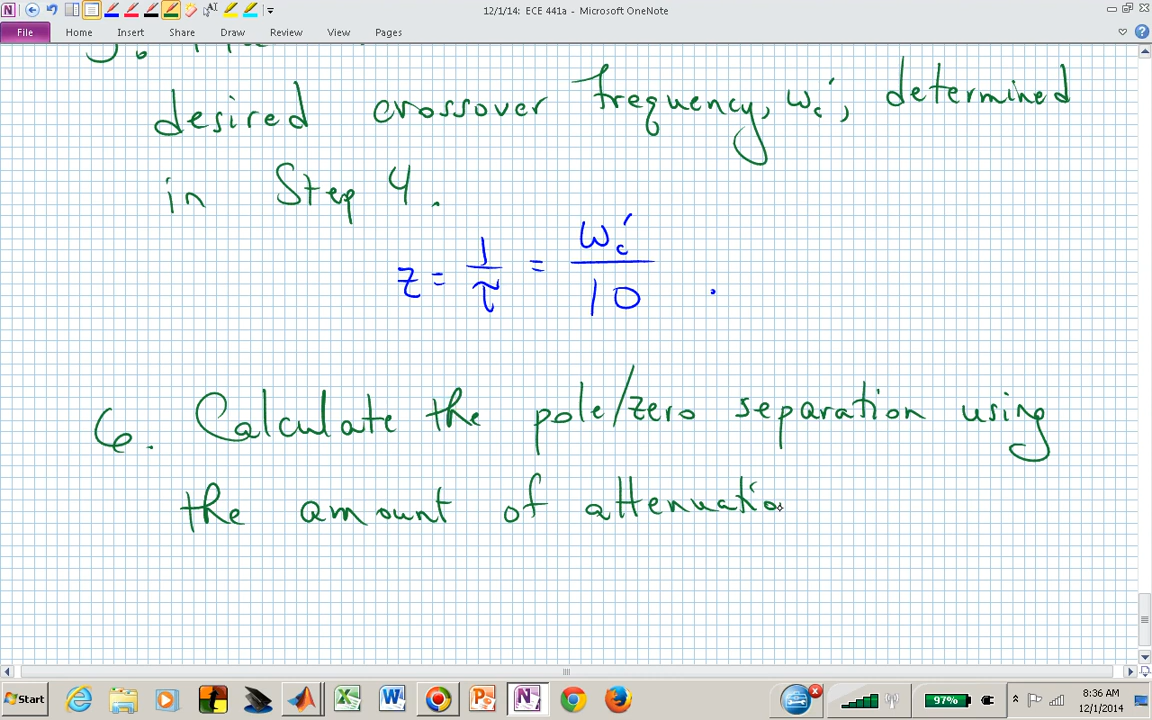 12/1/14: ECE 441a - Microsoft OneNote
File Home Insert Share Draw Review View Pages
desired crossover frequency, ωc', determined
in Step 4.
z = 1/τ = ωc'/10 .
6. Calculate the pole/zero separation using
the amount of attenuatio
Start
97%
8:36 AM
12/1/2014